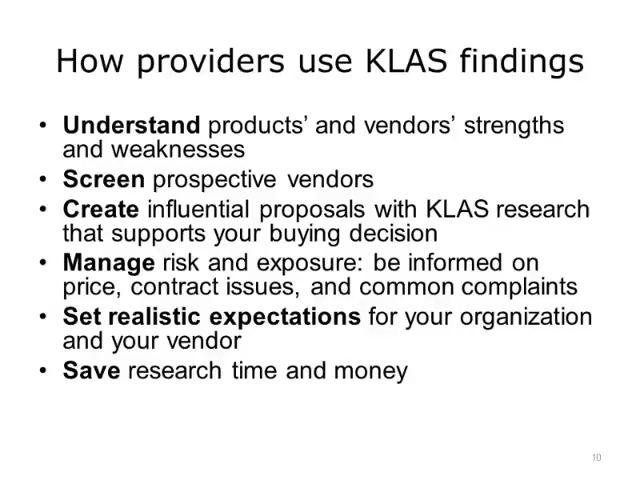 How providers use KLAS findings
• Understand products’ and vendors’ strengths
and weaknesses
• Screen prospective vendors
• Create influential proposals with KLAS research
that supports your buying decision
• Manage risk and exposure: be informed on
price, contract issues, and common complaints
• Set realistic expectations for your organization
and your vendor
• Save research time and money
10